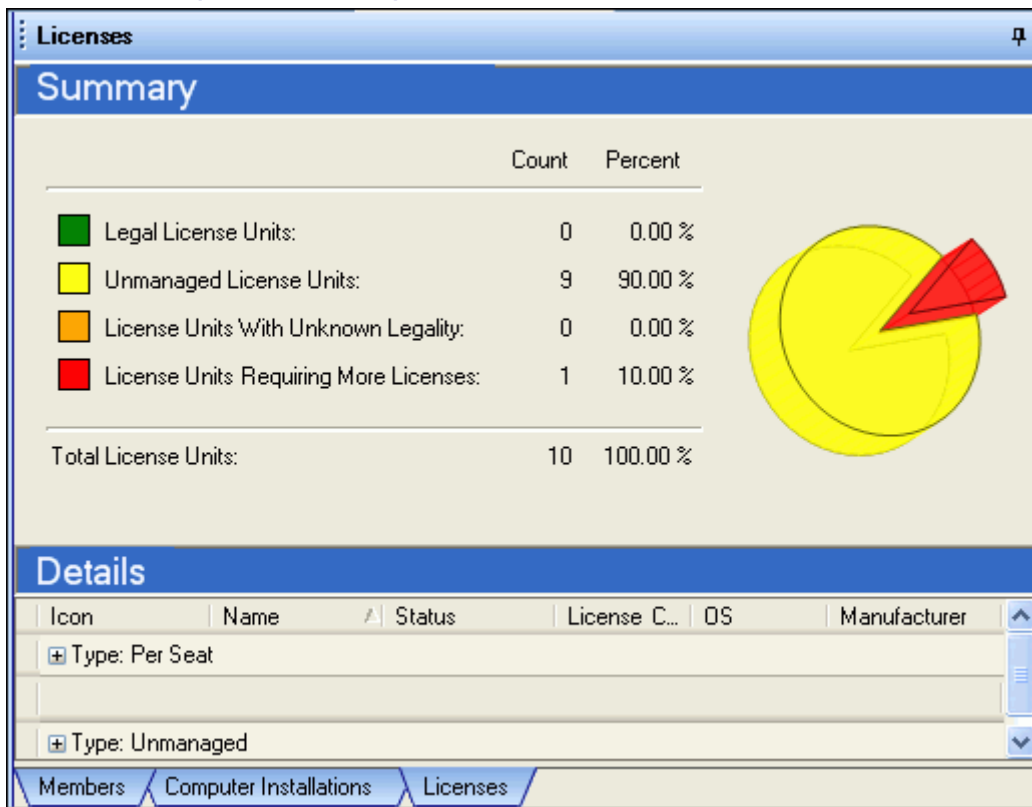 Licenses
Summary
Count Percent
Legal License Units: 0 0.00 %
Unmanaged License Units: 9 90.00 %
License Units With Unknown Legality: 0 0.00 %
License Units Requiring More Licenses: 1 10.00 %
Total License Units: 10 100.00 %
Details
Icon Name Status License C... OS Manufacturer
Type: Per Seat
Type: Unmanaged
Members Computer Installations Licenses